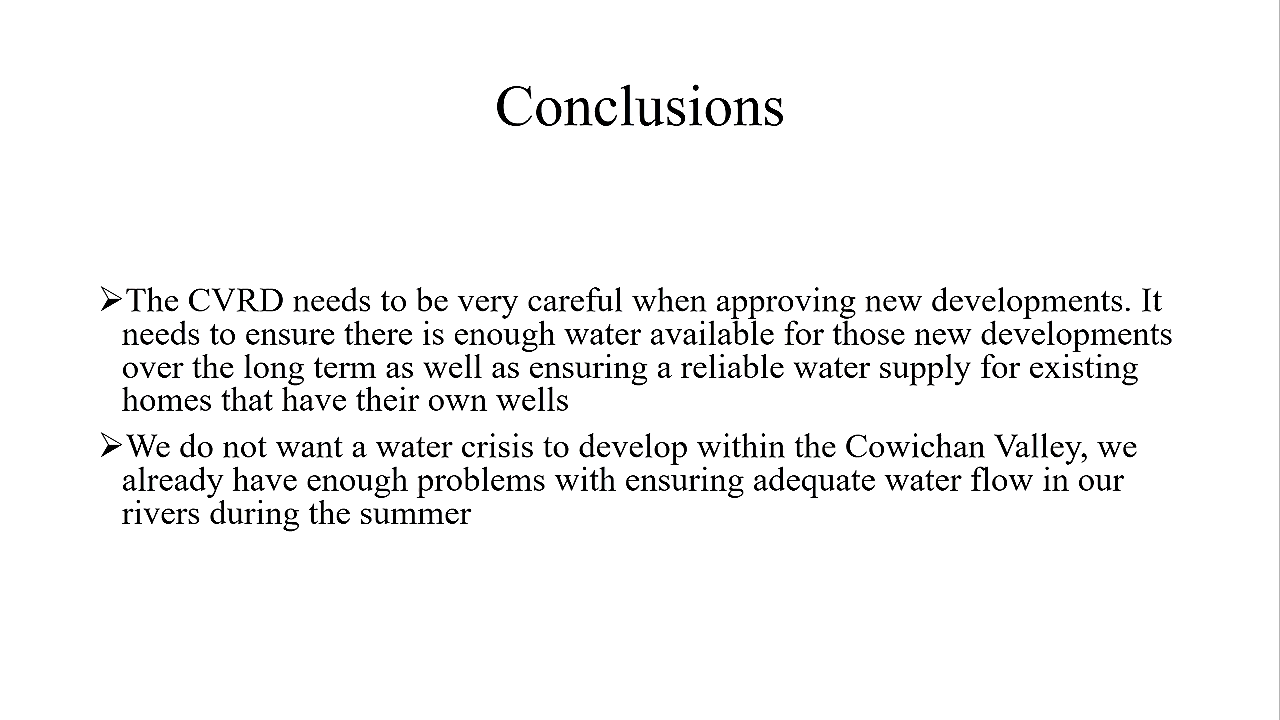 Conclusions
➢The CVRD needs to be very careful when approving new developments. It
needs to ensure there is enough water available for those new developments
over the long term as well as ensuring a reliable water supply for existing
homes that have their own wells
➢We do not want a water crisis to develop within the Cowichan Valley, we
already have enough problems with ensuring adequate water flow in our
rivers during the summer